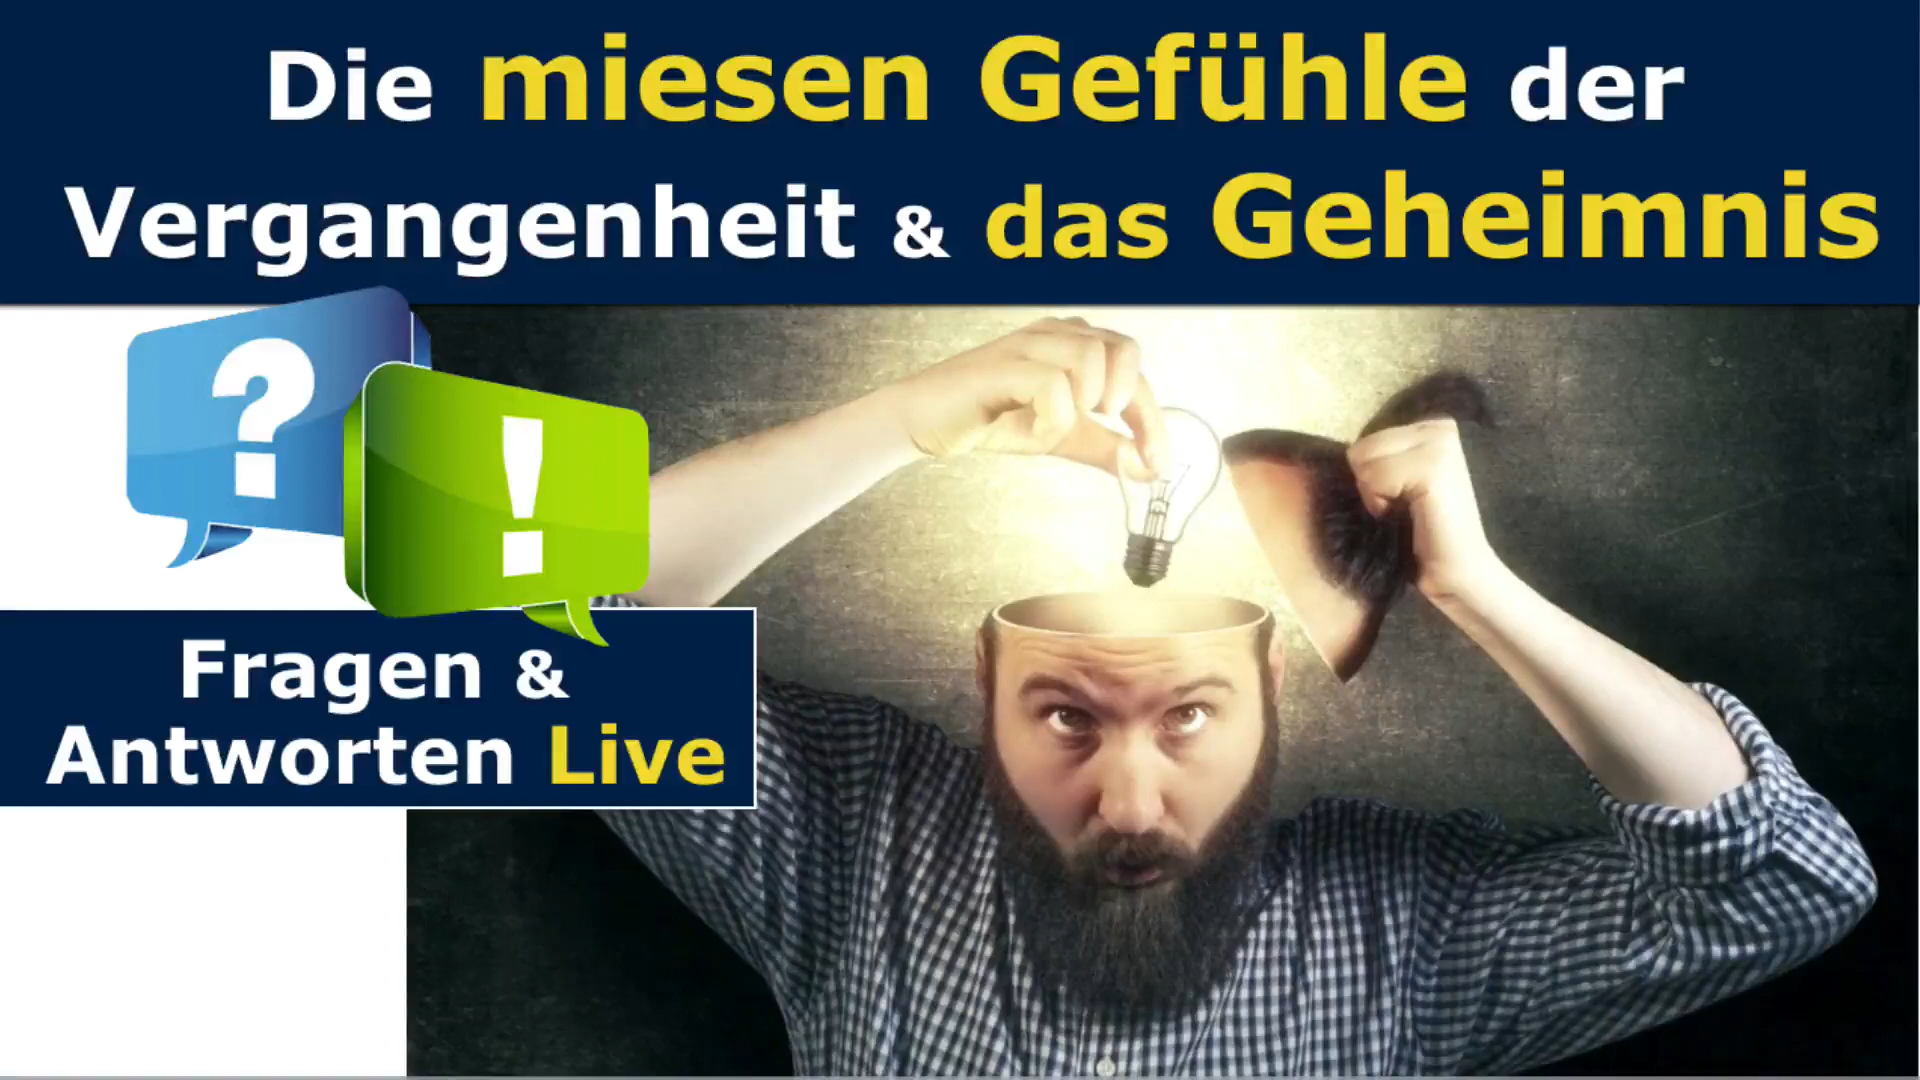 Die miesen Gefühle der
Vergangenheit & das Geheimnis
?
!
Fragen &
Antworten Live